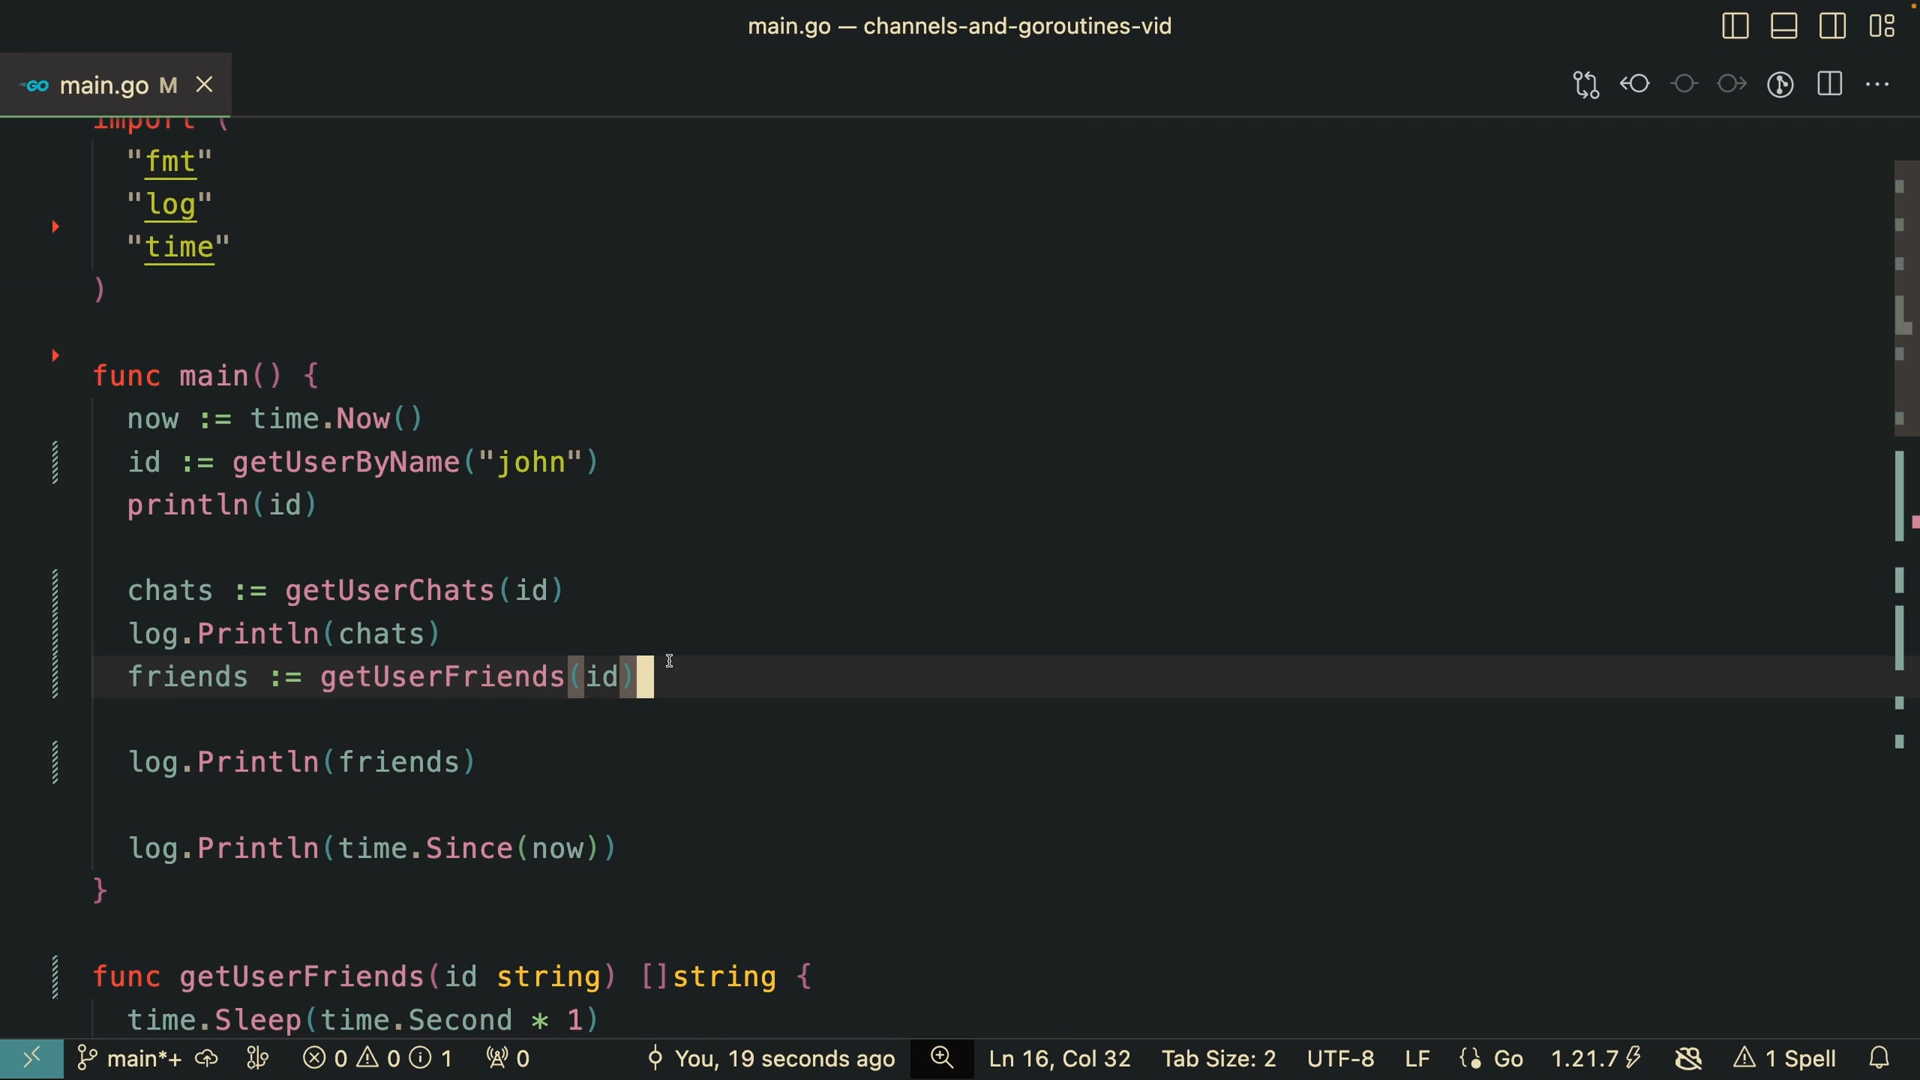 main.go — channels-and-goroutines-vid
GO main.go M
import (
"fmt"
"log"
"time"
)
func main() {
now := time.Now()
id := getUserByName("john")
println(id)
chats := getUserChats(id)
log.Println(chats)
friends := getUserFriends(id)
log.Println(friends)
log.Println(time.Since(now))
}
func getUserFriends(id string) []string {
time.Sleep(time.Second * 1)
main*+ 0 0 1 0 You, 19 seconds ago Ln 16, Col 32 Tab Size: 2 UTF-8 LF Go 1.21.7 1 Spell